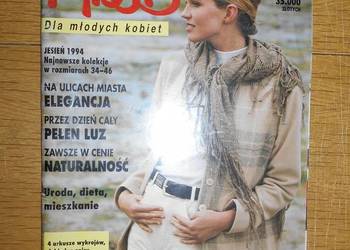 35.000
ZŁOTYCH
Dla młodych kobiet
JESIEŃ 1994
Najnowsze kolekcje
w rozmiarach 34–46
NA ULICACH MIASTA
ELEGANCJA
PRZEZ DZIEŃ CAŁY
PEŁEN LUZ
ZAWSZE W CENIE
NATURALNOŚĆ
Uroda, dieta,
mieszkanie
4 arkusze wykrojów,